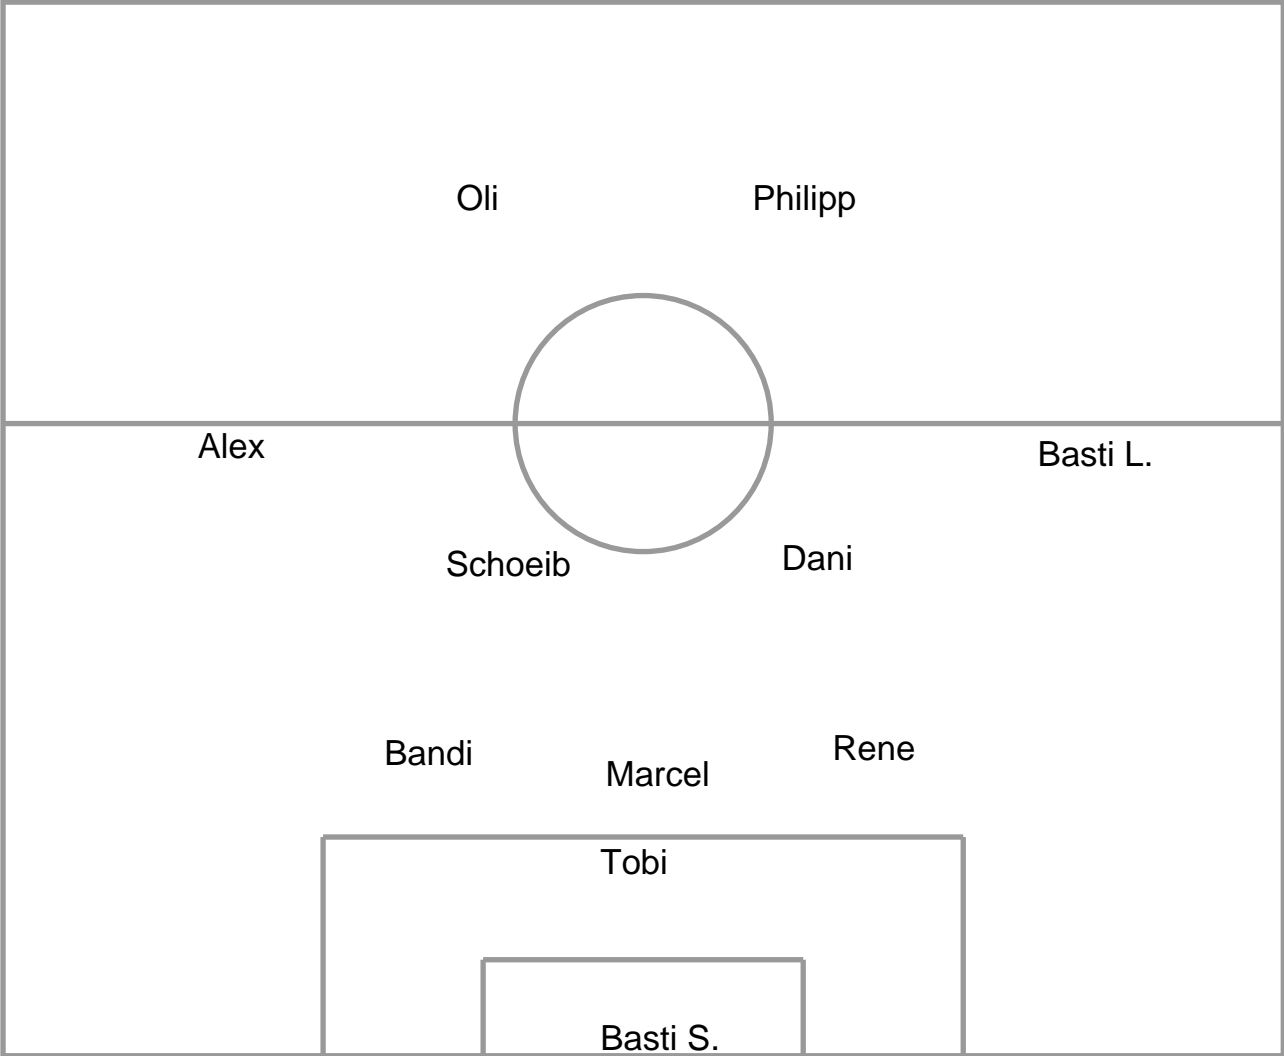 Oli Philipp
Alex Basti L.
Schoeib Dani
Bandi Marcel Rene
Tobi
Basti S.